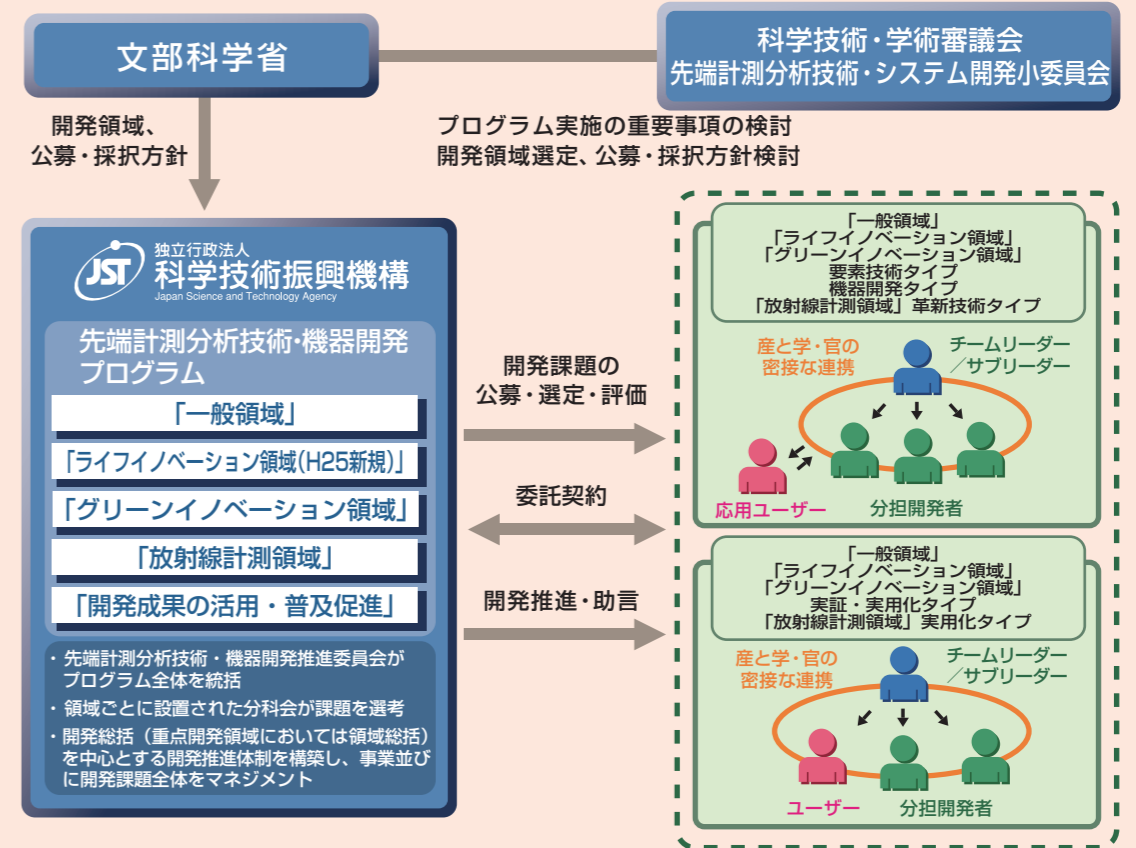 文部科学省
科学技術・学術審議会
先端計測分析技術・システム開発小委員会
開発領域、
公募・採択方針
プログラム実施の重要事項の検討
開発領域選定、公募・採択方針検討
JST
独立行政法人
科学技術振興機構
Japan Science and Technology Agency
先端計測分析技術・機器開発
プログラム
「一般領域」
「ライフイノベーション領域(H25新規)」
「グリーンイノベーション領域」
「放射線計測領域」
「開発成果の活用・普及促進」
・先端計測分析技術・機器開発推進委員会が
プログラム全体を統括
・領域ごとに設置された分科会が課題を選考
・開発総括（重点開発領域においては領域総括）
を中心とする開発推進体制を構築し、事業並び
に開発課題全体をマネジメント
開発課題の
公募・選定・評価
委託契約
開発推進・助言
「一般領域」
「ライフイノベーション領域」
「グリーンイノベーション領域」
要素技術タイプ
機器開発タイプ
「放射線計測領域」革新技術タイプ
産と学・官の
密接な連携
チームリーダー
／サブリーダー
応用ユーザー
分担開発者
「一般領域」
「ライフイノベーション領域」
「グリーンイノベーション領域」
実証・実用化タイプ
「放射線計測領域」実用化タイプ
産と学・官の
密接な連携
チームリーダー
／サブリーダー
ユーザー
分担開発者